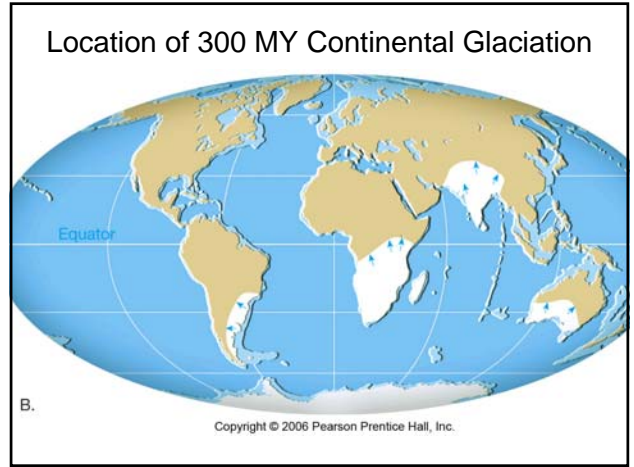 Location of 300 MY Continental Glaciation
Equator
B.
Copyright © 2006 Pearson Prentice Hall, Inc.